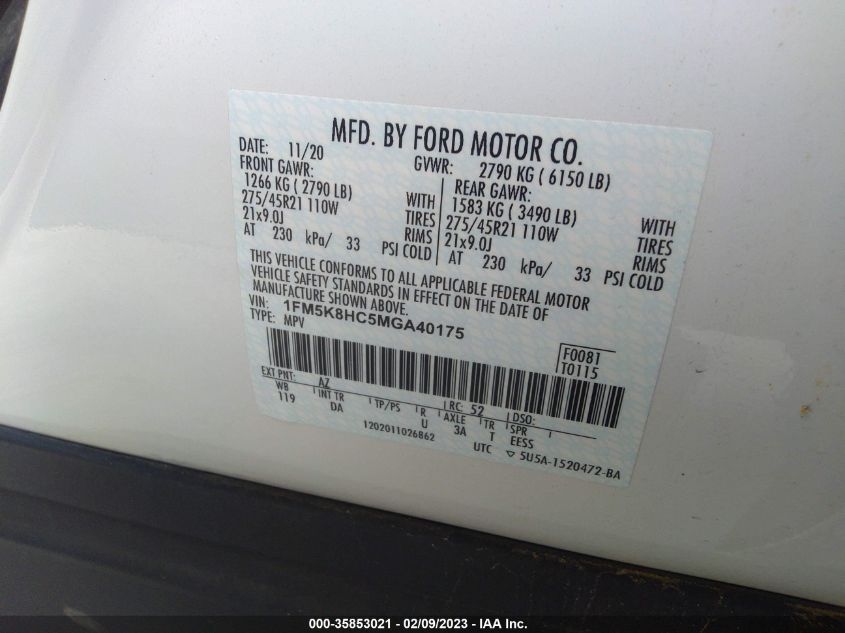 MFD. BY FORD MOTOR CO.
DATE: 11/20 GVWR: 2790 KG ( 6150 LB)
FRONT GAWR: REAR GAWR:
1266 KG ( 2790 LB) WITH 1583 KG ( 3490 LB) WITH
275/45R21 110W TIRES 275/45R21 110W TIRES
21x9.0J RIMS 21x9.0J RIMS
AT 230 kPa/ 33 PSI COLD AT 230 kPa/ 33 PSI COLD
THIS VEHICLE CONFORMS TO ALL APPLICABLE FEDERAL MOTOR
VEHICLE SAFETY STANDARDS IN EFFECT ON THE DATE OF
MANUFACTURE SHOWN ABOVE.
VIN: 1FM5K8HC5MGA40175
TYPE: MPV
F0081
T0115
EXT PNT: AZ RC: 52 DSO:
WB INT TR TP/PS R AXLE TR SPR
119 DA U 3A T EESS
1202011026862 UTC ▽ 5U5A-1520472-BA
000-35853021 - 02/09/2023 - IAA Inc.